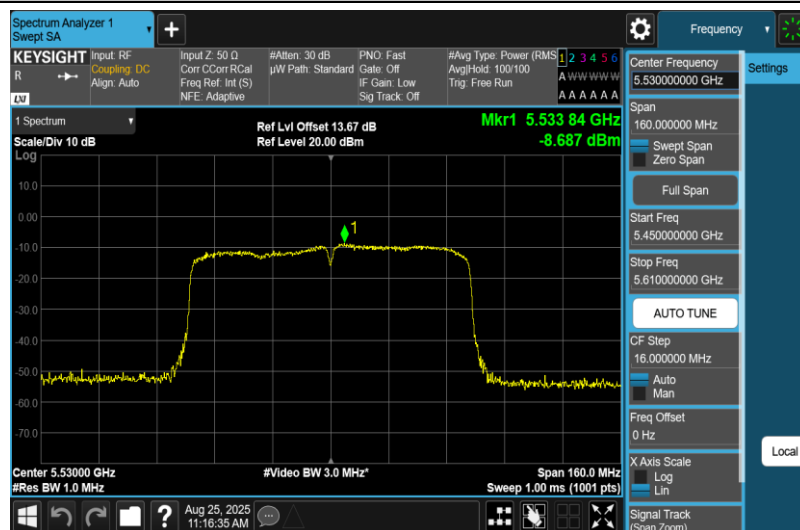 Spectrum Analyzer 1
Swept SA
+
Frequency
KEYSIGHT
R
LXI
Input: RF
Coupling: DC
Align: Auto
Input Z: 50 Ω
Corr CCorr RCal
Freq Ref: Int (S)
NFE: Adaptive
#Atten: 30 dB
µW Path: Standard
PNO: Fast
Gate: Off
IF Gain: Low
Sig Track: Off
#Avg Type: Power (RMS
Avg|Hold: 100/100
Trig: Free Run
1 2 3 4 5 6
A W W W W W
A A A A A A
1 Spectrum
Scale/Div 10 dB
Log
Ref Lvl Offset 13.67 dB
Ref Level 20.00 dBm
Mkr1 5.533 84 GHz
-8.687 dBm
10.0
0.00
-10.0
-20.0
-30.0
-40.0
-50.0
-60.0
-70.0
1
Center 5.53000 GHz
#Res BW 1.0 MHz
#Video BW 3.0 MHz*
Span 160.0 MHz
Sweep 1.00 ms (1001 pts)
Center Frequency
5.530000000 GHz
Span
160.000000 MHz
Swept Span
Zero Span
Full Span
Start Freq
5.450000000 GHz
Stop Freq
5.610000000 GHz
AUTO TUNE
CF Step
16.000000 MHz
Auto
Man
Freq Offset
0 Hz
X Axis Scale
Log
Lin
Signal Track
(Span Zoom)
Settings
Local
?
Aug 25, 2025
11:16:35 AM